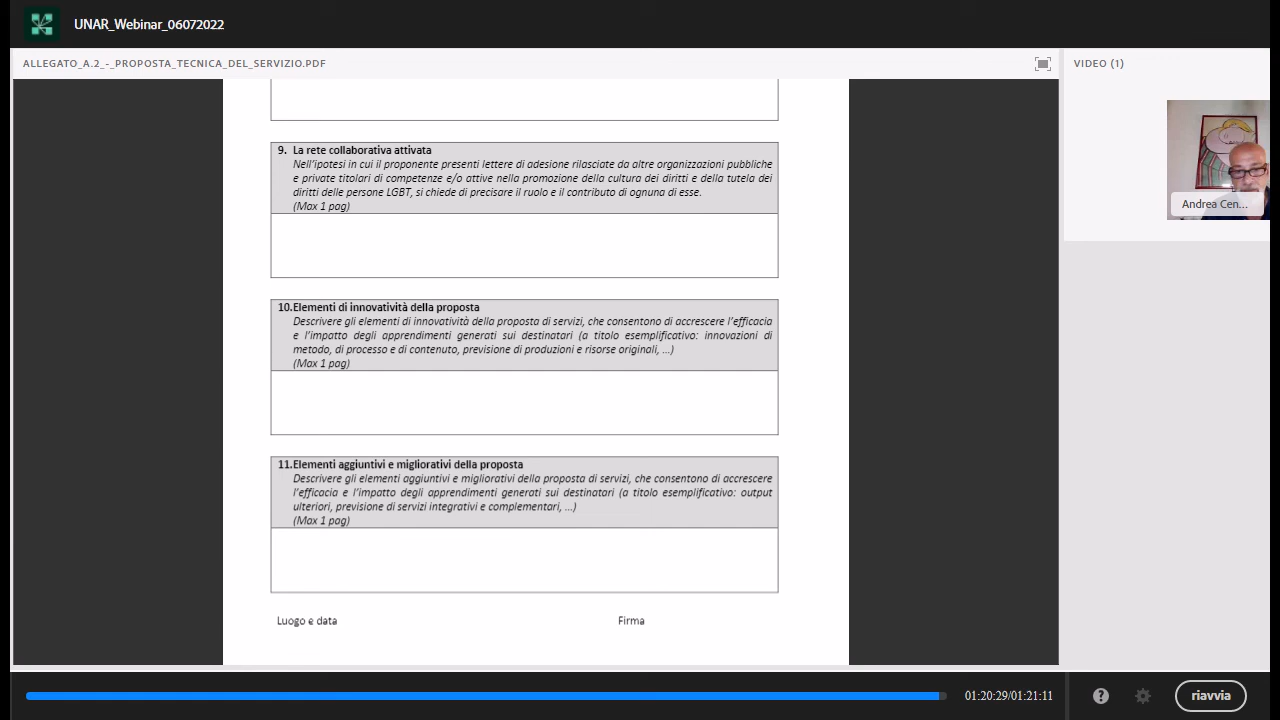 UNAR_Webinar_06072022
ALLEGATO_A.2_-_PROPOSTA_TECNICA_DEL_SERVIZIO.PDF
VIDEO (1)
9. La rete collaborativa attivata
Nell'ipotesi in cui il proponente presenti lettere di adesione rilasciate da altre organizzazioni pubbliche
e private titolari di competenze e/o attive nella promozione della cultura dei diritti e della tutela dei
diritti delle persone LGBT, si chiede di precisare il ruolo e il contributo di ognuna di esse.
(Max 1 pag)
Andrea Cen...
10.Elementi di innovatività della proposta
Descrivere gli elementi di innovatività della proposta di servizi, che consentono di accrescere l'efficacia
e l'impatto degli apprendimenti generati sui destinatari (a titolo esemplificativo: innovazioni di
metodo, di processo e di contenuto, previsione di produzioni e risorse originali, ...)
(Max 1 pag)
11.Elementi aggiuntivi e migliorativi della proposta
Descrivere gli elementi aggiuntivi e migliorativi della proposta di servizi, che consentono di accrescere
l'efficacia e l'impatto degli apprendimenti generati sui destinatari (a titolo esemplificativo: output
ulteriori, previsione di servizi integrativi e complementari, ...)
(Max 1 pag)
Luogo e data Firma
01:20:29/01:21:11
?
riavvia